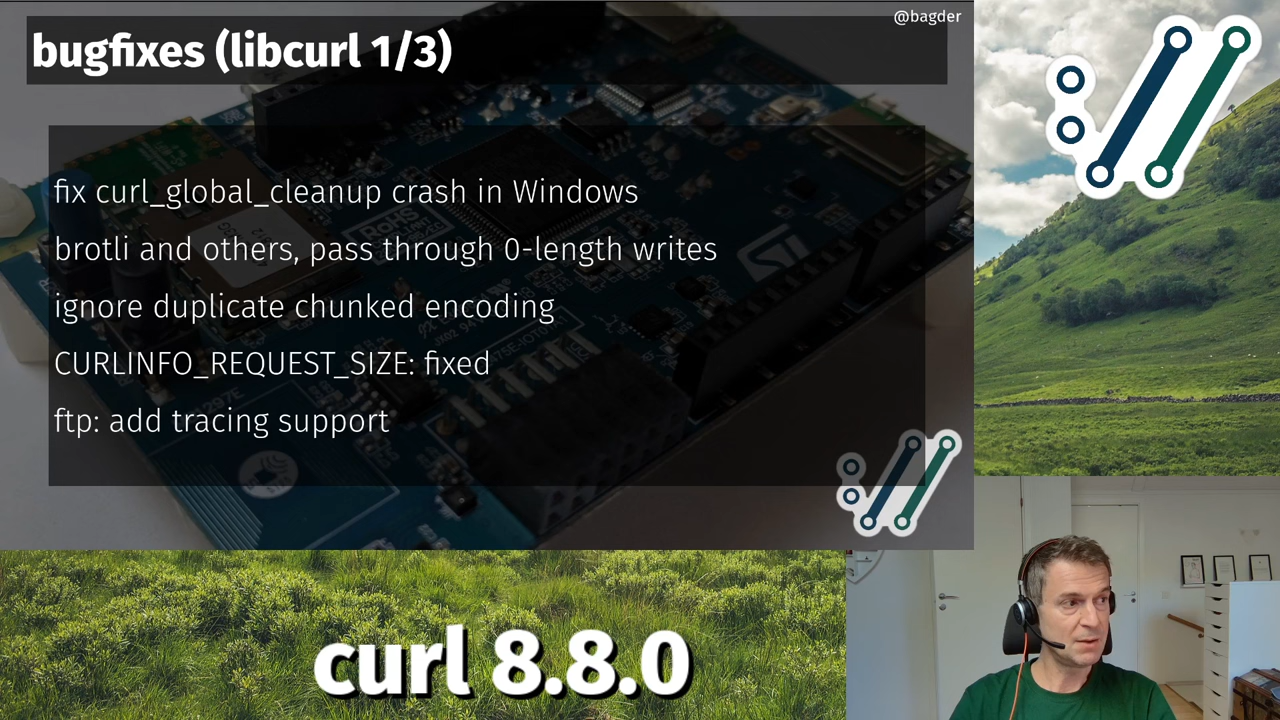 @bagder
bugfixes (libcurl 1/3)
fix curl_global_cleanup crash in Windows
brotli and others, pass through 0-length writes
ignore duplicate chunked encoding
CURLINFO_REQUEST_SIZE: fixed
ftp: add tracing support
curl 8.8.0